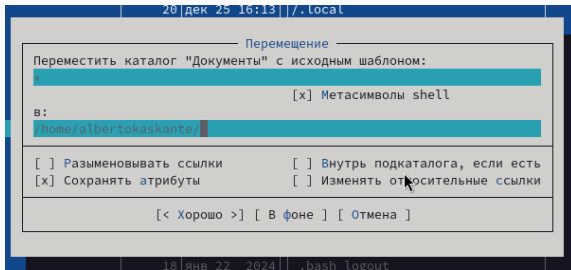 20 дек 25 16:13 /.local
Перемещение
Переместить каталог "Документы" с исходным шаблоном:
*
[x] Метасимволы shell
в:
/home/albertokaskante/
[ ] Разыменовывать ссылки [ ] Внутрь подкаталога, если есть
[x] Сохранять атрибуты [ ] Изменять относительные ссылки
[< Хорошо >] [ В фоне ] [ Отмена ]
18 янв 22 2024 .bash_logout